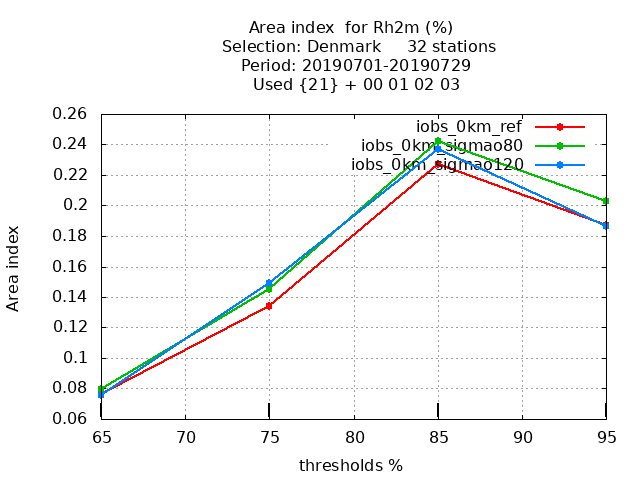 Area index  for Rh2m (%)
Selection: Denmark     32 stations
Period: 20190701-20190729
Used {21} + 00 01 02 03
iobs_0km_ref
iobs_0km_sigmao80
iobs_0km_sigmao120
0.26
0.24
0.22
0.2
0.18
0.16
0.14
0.12
0.1
0.08
0.06
Area index
65 70 75 80 85 90 95
thresholds %